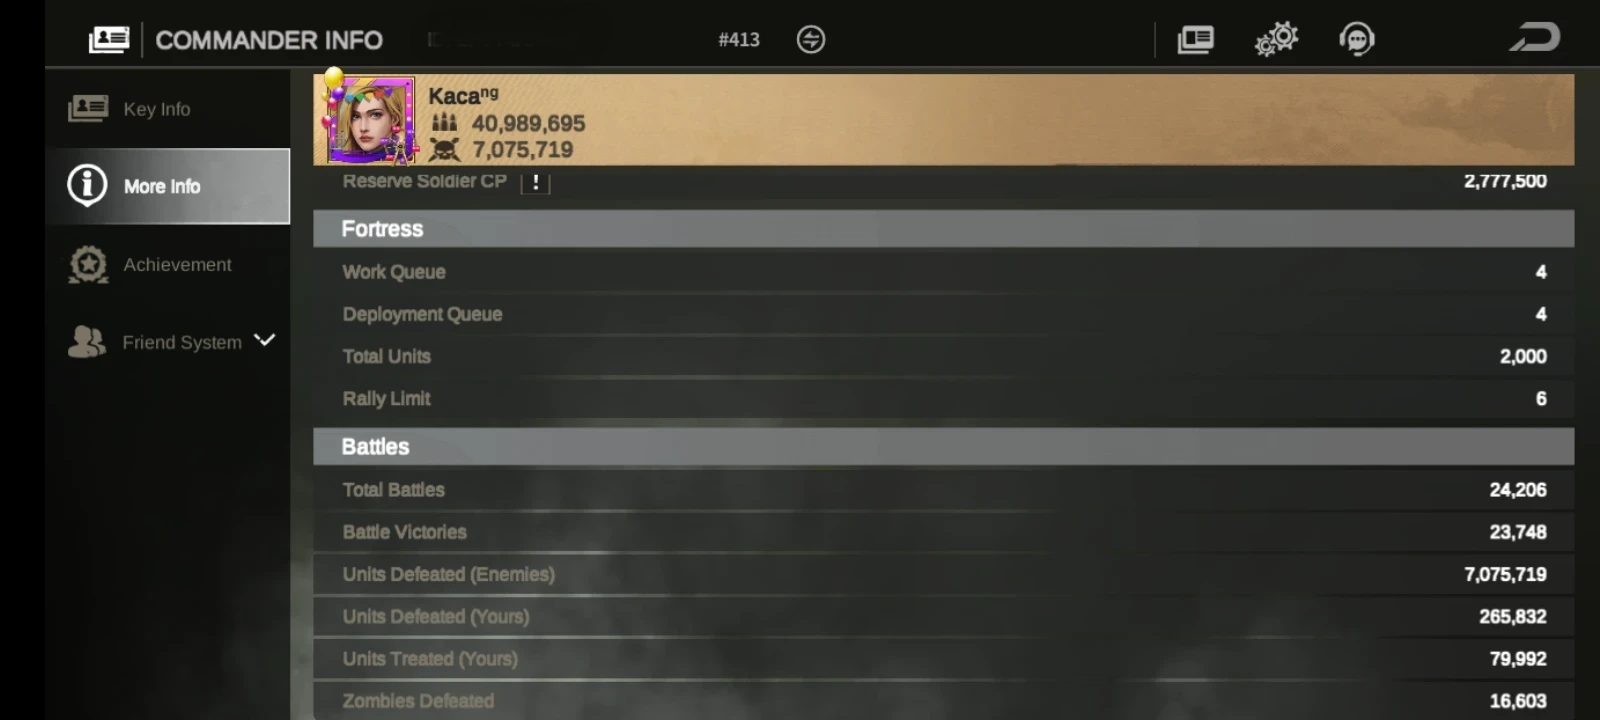 COMMANDER INFO
#413
Key Info
More Info
Achievement
Friend System
Kacaⁿᵍ
40,989,695
7,075,719
Reserve Soldier CP ! 2,777,500
Fortress
Work Queue 4
Deployment Queue 4
Total Units 2,000
Rally Limit 6
Battles
Total Battles 24,206
Battle Victories 23,748
Units Defeated (Enemies) 7,075,719
Units Defeated (Yours) 265,832
Units Treated (Yours) 79,992
Zombies Defeated 16,603